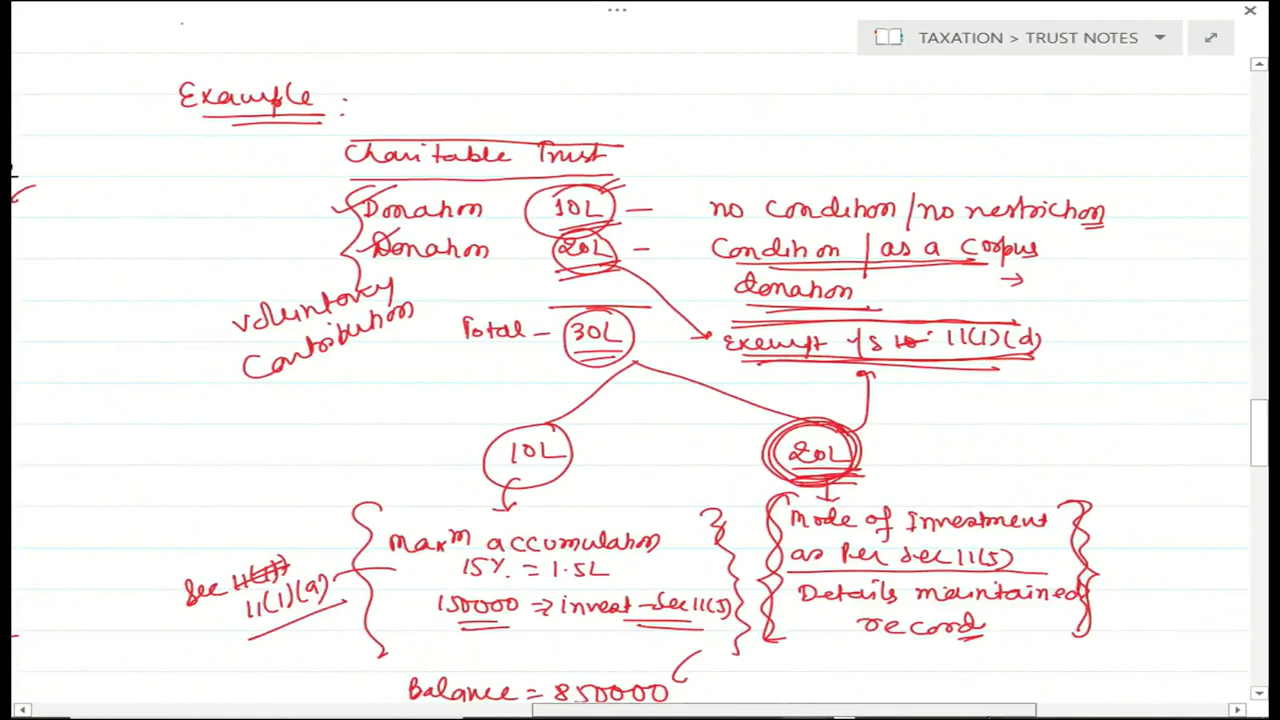 TAXATION > TRUST NOTES
Example :
Charitable Trust
Donation 10L — no condition/no restriction
Donation 20L — Condition / as a Corpus
donation
voluntary
contribution
Total — 30L
Exempt u/s 11(1)(d)
10L 20L
Maxm accumulation
15% = 1.5L
150000 ⇒ invest — Sec 11(5)
Sec 11(1)(a)
Mode of Investment
as Per Sec 11(5)
Details maintained
record
Balance = 850000